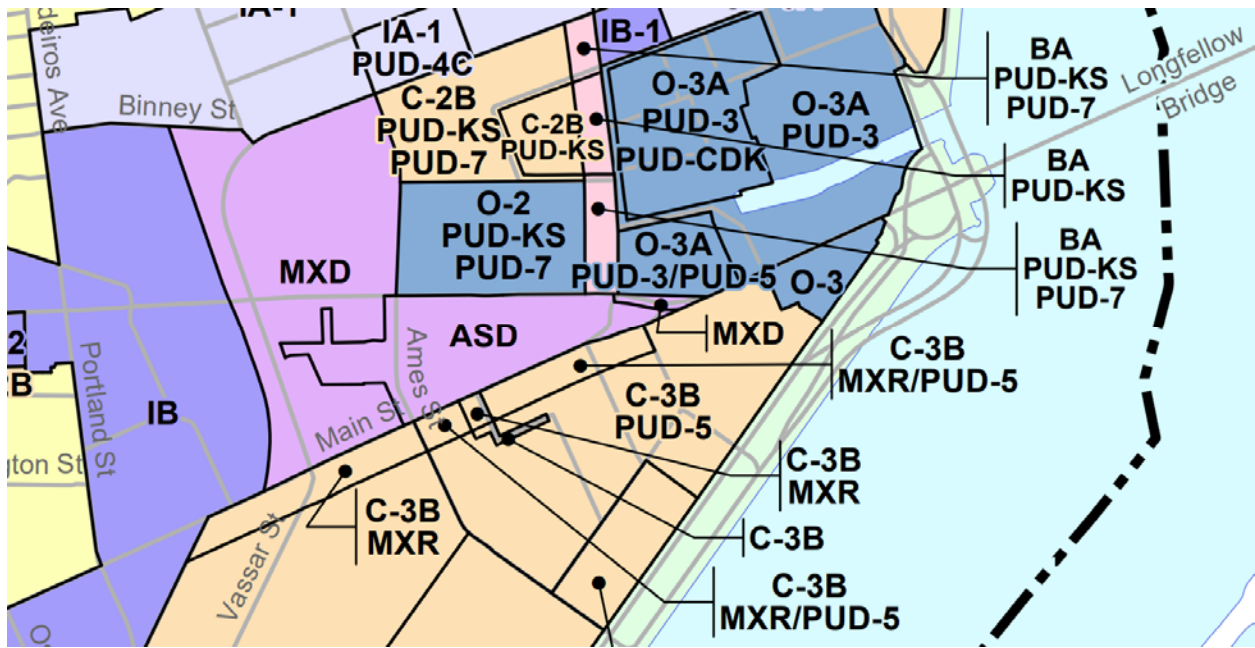 IA-1
PUD-4C
IB-1
BA
PUD-KS
PUD-7
Longfellow
Bridge
Binney St
C-2B
PUD-KS
PUD-7
C-2B
PUD-KS
O-3A
PUD-3
PUD-CDK
O-3A
PUD-3
BA
PUD-KS
O-2
PUD-KS
PUD-7
O-3A
PUD-3/PUD-5
O-3
BA
PUD-KS
PUD-7
MXD
ASD
MXD
Ames St
Portland St
IB
Main St
C-3B
MXR/PUD-5
C-3B
PUD-5
C-3B
MXR
C-3B
MXR
C-3B
Vassar St
C-3B
MXR/PUD-5